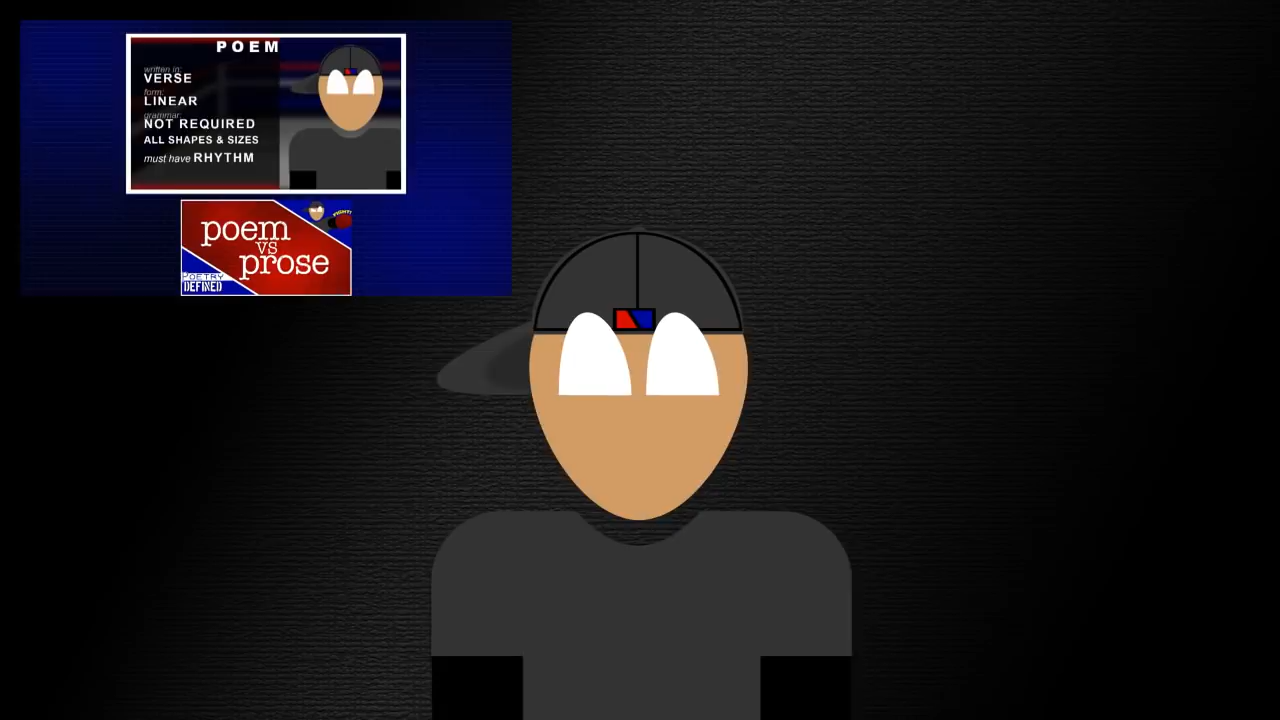 POEM
written in:
VERSE
form:
LINEAR
grammar:
NOT REQUIRED
ALL SHAPES & SIZES
must have RHYTHM
FIGHT!
poem
vs
prose
POETRY
DEFINED